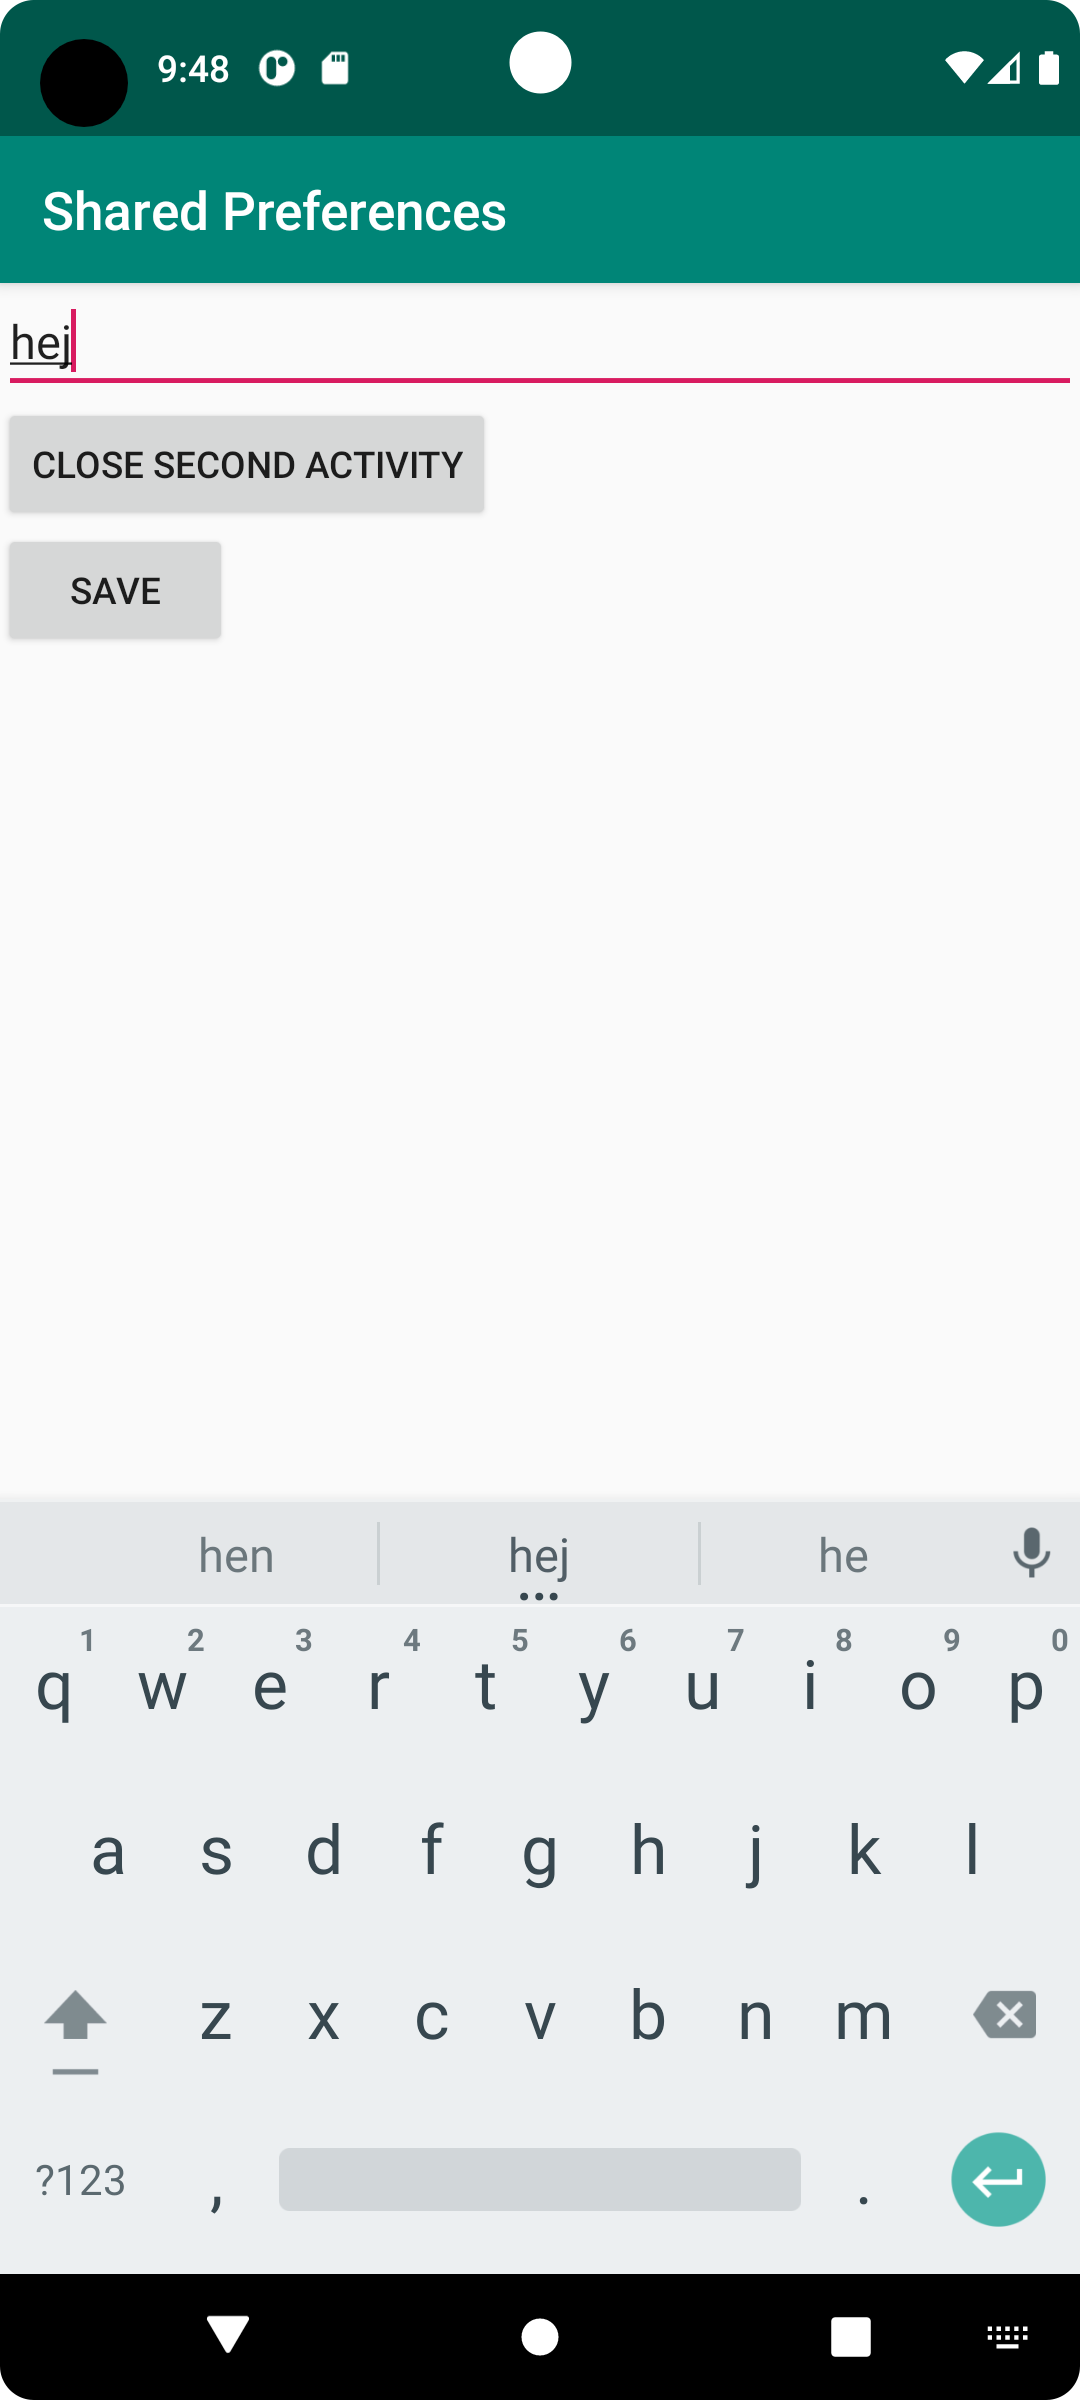 9:48
Shared Preferences
hej
CLOSE SECOND ACTIVITY
SAVE
hen hej he
1 2 3 4 5 6 7 8 9 0
q w e r t y u i o p
a s d f g h j k l
z x c v b n m
?123 , .